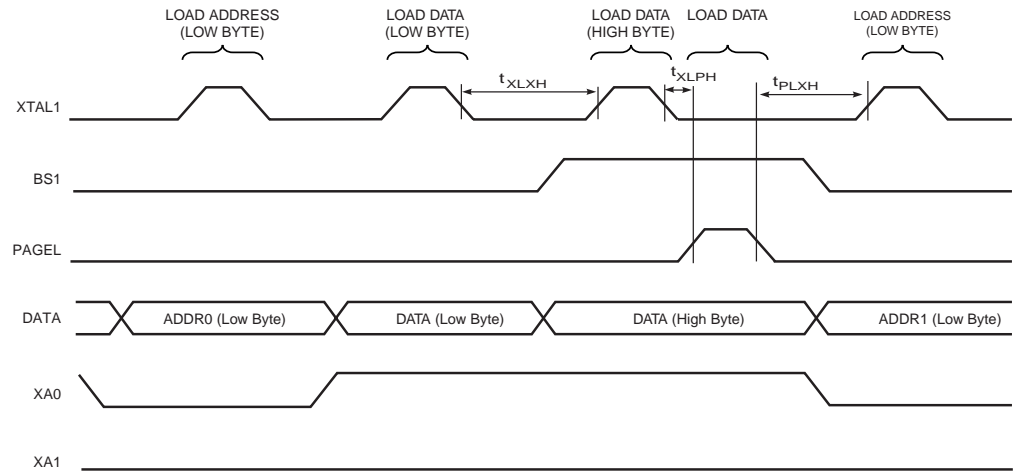 LOAD ADDRESS
(LOW BYTE)
LOAD DATA
(LOW BYTE)
LOAD DATA
(HIGH BYTE)
LOAD DATA
LOAD ADDRESS
(LOW BYTE)
tXLXH
tXLPH
tPLXH
XTAL1
BS1
PAGEL
DATA
ADDR0 (Low Byte)
DATA (Low Byte)
DATA (High Byte)
ADDR1 (Low Byte)
XA0
XA1